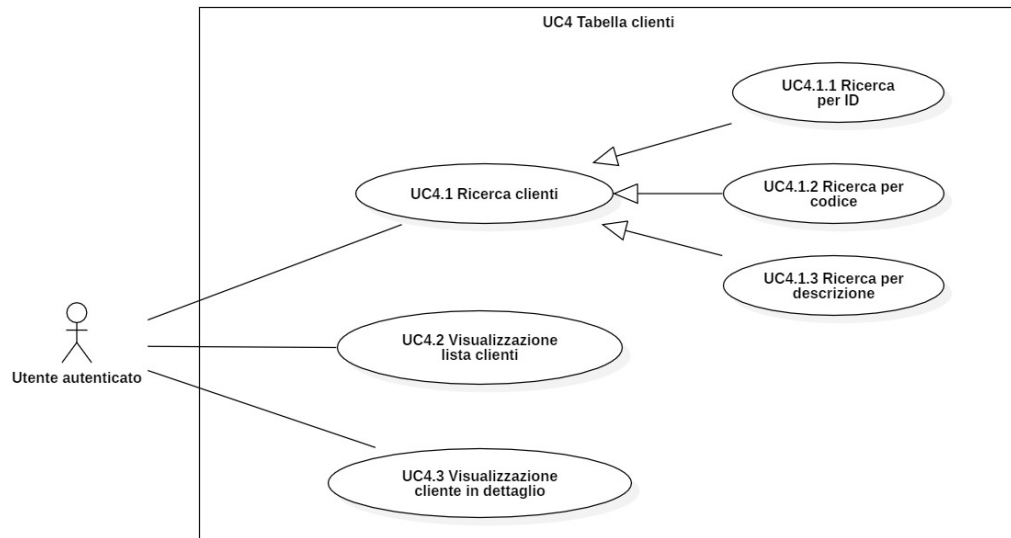 UC4 Tabella clienti
UC4.1.1 Ricerca
per ID
UC4.1 Ricerca clienti
UC4.1.2 Ricerca per
codice
UC4.1.3 Ricerca per
descrizione
UC4.2 Visualizzazione
lista clienti
Utente autenticato
UC4.3 Visualizzazione
cliente in dettaglio